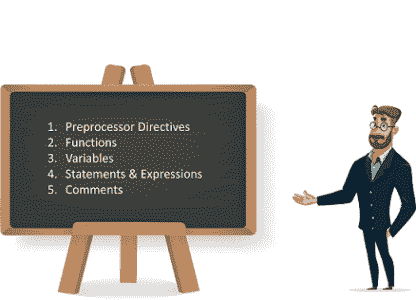 1. Preprocessor Directives
2. Functions
3. Variables
4. Statements & Expressions
5. Comments